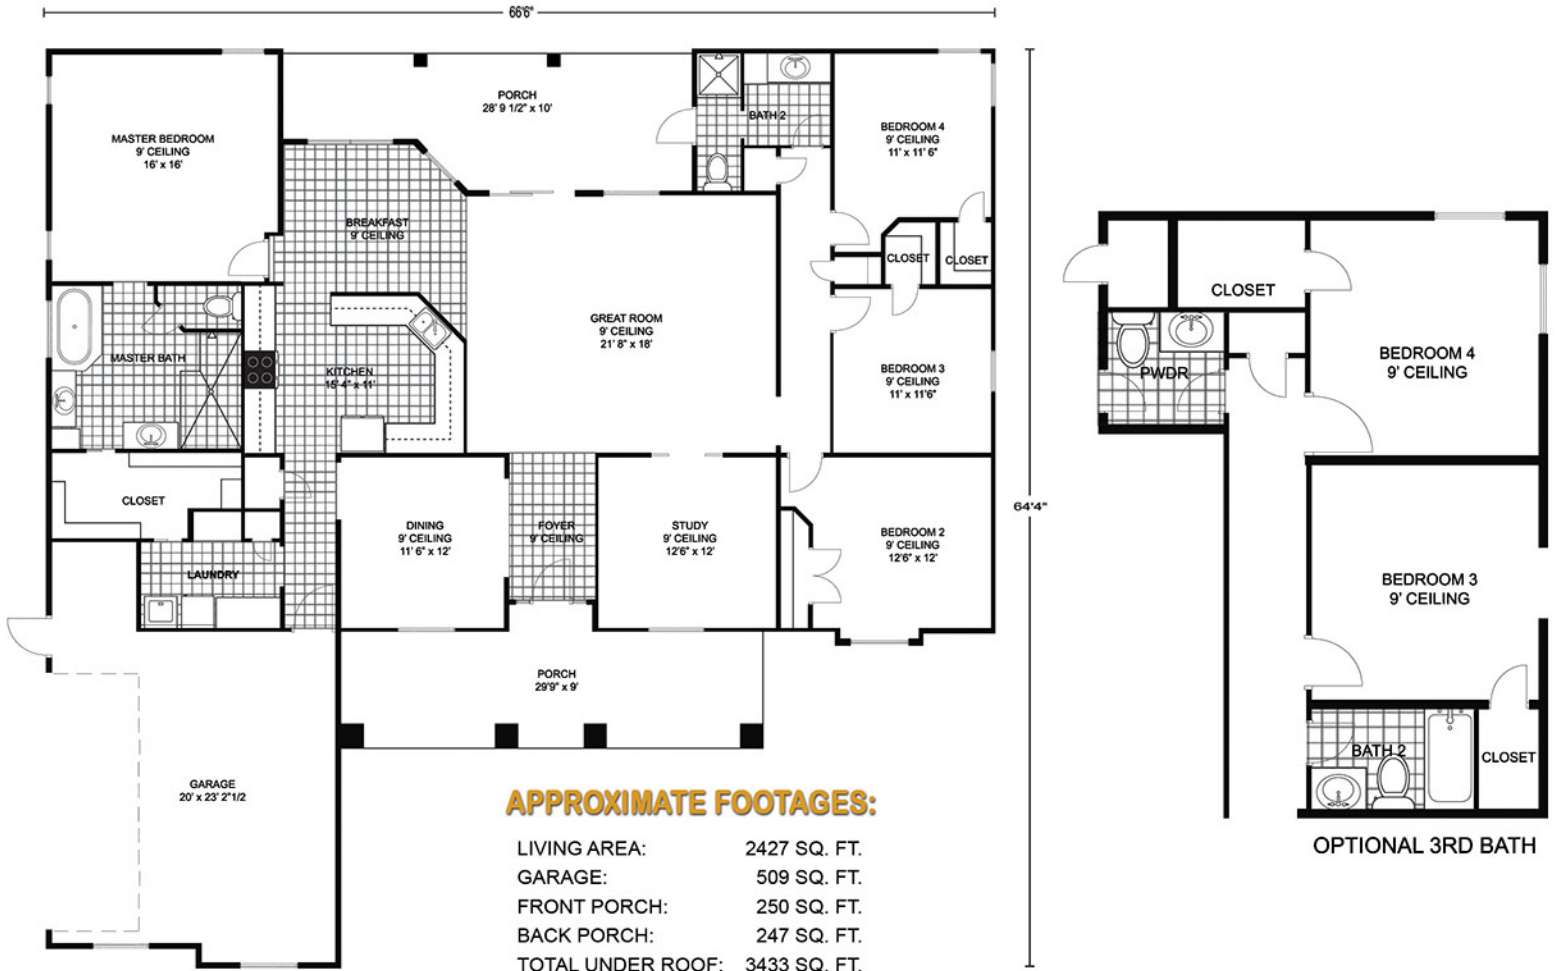 66'6"
MASTER BEDROOM
9' CEILING
16' x 16'
PORCH
28' 9 1/2" x 10'
BATH 2
BEDROOM 4
9' CEILING
11' x 11' 6"
BREAKFAST
9' CEILING
CLOSET
CLOSET
GREAT ROOM
9' CEILING
21' 8" x 18'
MASTER BATH
KITCHEN
15' 4" x 11'
BEDROOM 3
9' CEILING
11' x 11'6"
CLOSET
DINING
9' CEILING
11' 6" x 12'
FOYER
9' CEILING
STUDY
9' CEILING
12'6" x 12'
BEDROOM 2
9' CEILING
12'6" x 12'
64'4"
LAUNDRY
PORCH
29'9" x 9'
GARAGE
20' x 23' 2"1/2
APPROXIMATE FOOTAGES:
LIVING AREA: 2427 SQ. FT.
GARAGE: 509 SQ. FT.
FRONT PORCH: 250 SQ. FT.
BACK PORCH: 247 SQ. FT.
TOTAL UNDER ROOF: 3433 SQ. FT.
CLOSET
BEDROOM 4
9' CEILING
PWDR
BEDROOM 3
9' CEILING
BATH 2
CLOSET
OPTIONAL 3RD BATH